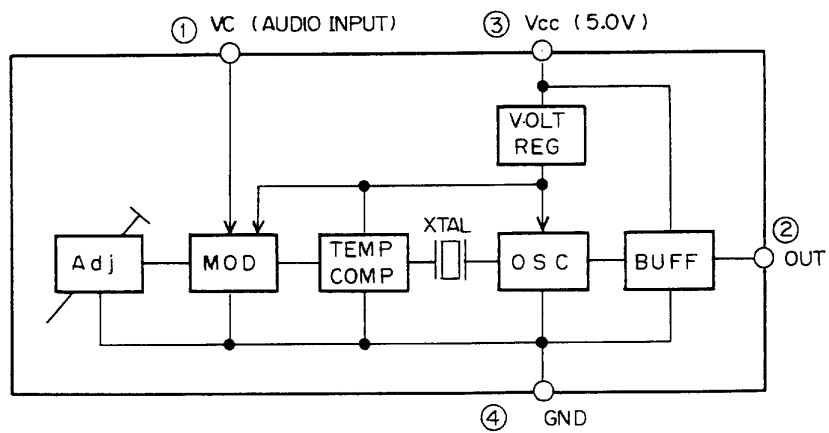 ① VC (AUDIO INPUT)
③ Vcc (5.0V)
VOLT
REG
XTAL
②
Adj
MOD
TEMP
COMP
OSC
BUFF
OUT
④ GND